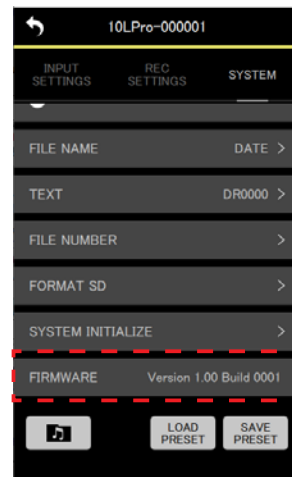 10LPro-000001
INPUT SETTINGS REC SETTINGS SYSTEM
FILE NAME DATE >
TEXT DR0000 >
FILE NUMBER >
FORMAT SD >
SYSTEM INITIALIZE >
FIRMWARE Version 1.00 Build 0001
LOAD PRESET SAVE PRESET